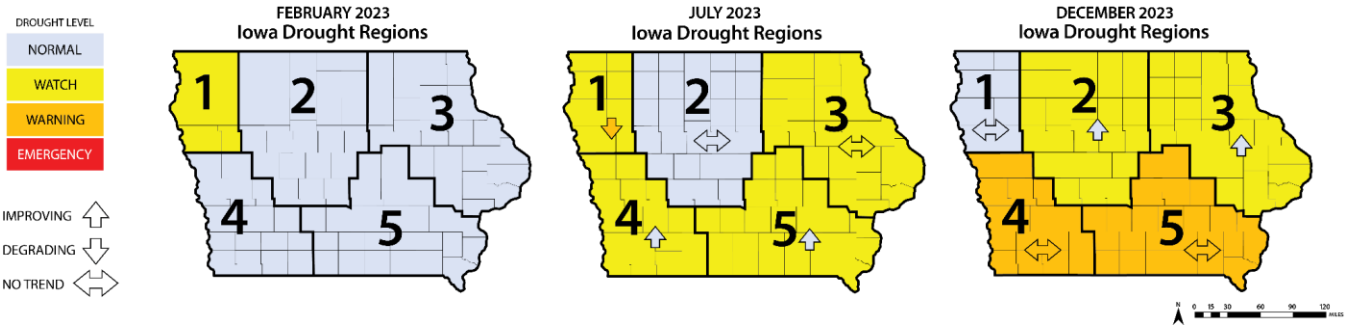 DROUGHT LEVEL
NORMAL
WATCH
WARNING
EMERGENCY
IMPROVING
DEGRADING
NO TREND
FEBRUARY 2023
Iowa Drought Regions
1
2
3
4
5
JULY 2023
Iowa Drought Regions
1
2
3
4
5
DECEMBER 2023
Iowa Drought Regions
1
2
3
4
5
N
0 15 30 60 90 120
MILES